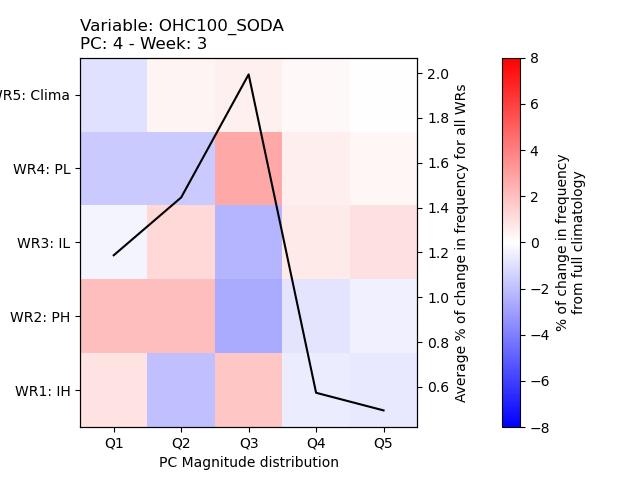 Variable: OHC100_SODA
PC: 4 - Week: 3
WR5: Clima
WR4: PL
WR3: IL
WR2: PH
WR1: IH
Q1 Q2 Q3 Q4 Q5
PC Magnitude distribution
2.0
1.8
1.6
1.4
1.2
1.0
0.8
0.6
Average % of change in frequency for all WRs
8
6
4
2
0
−2
−4
−6
−8
% of change in frequency
from full climatology